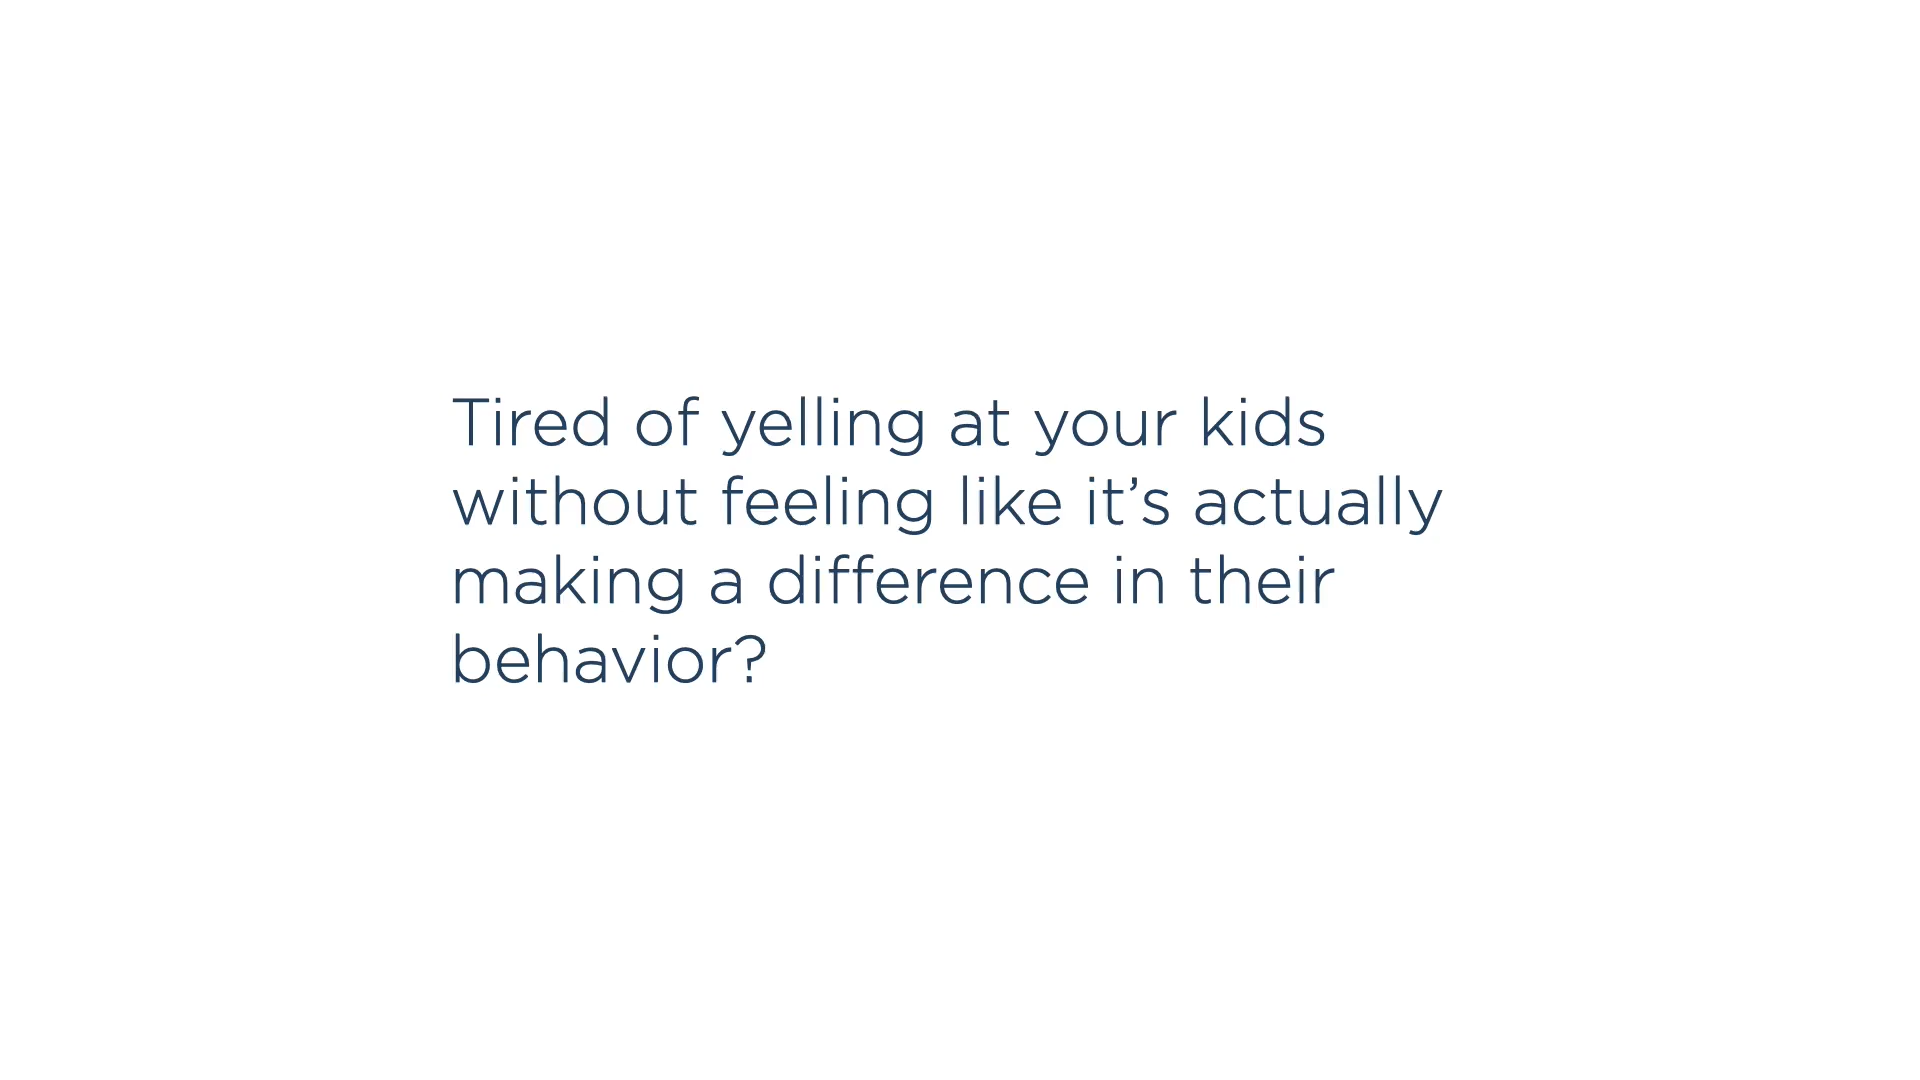 Tired of yelling at your kids
without feeling like it’s actually
making a difference in their
behavior?